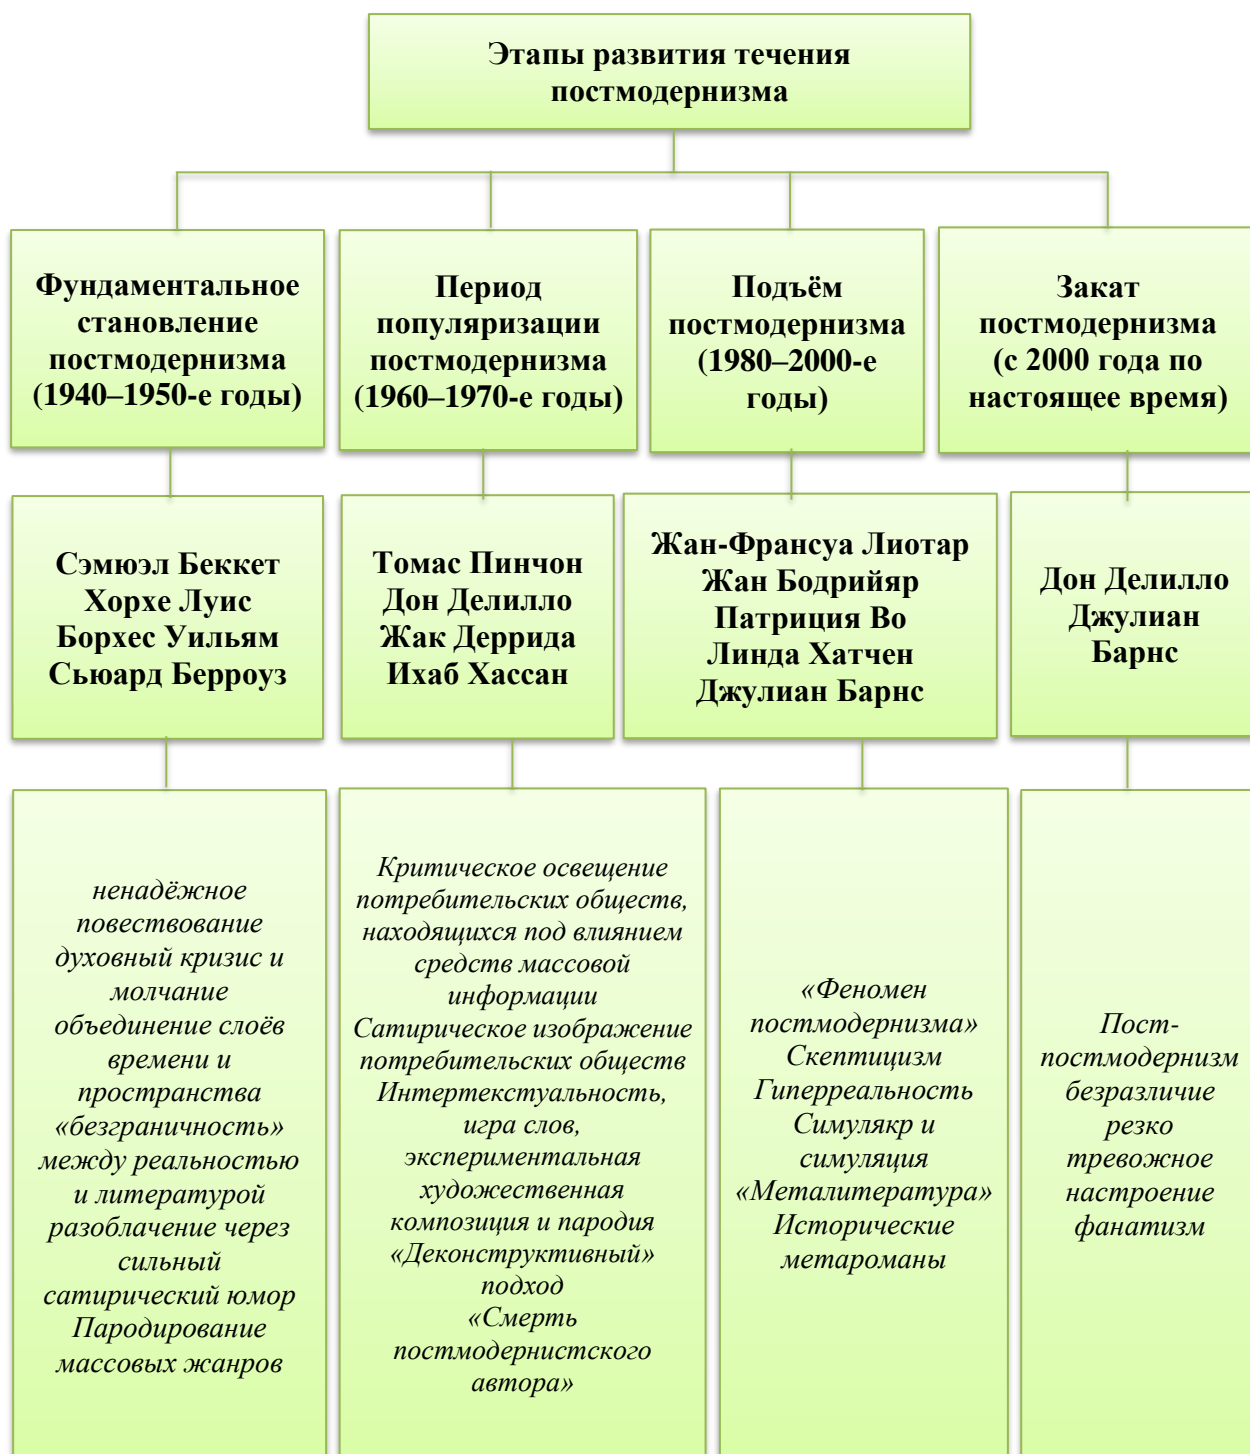 Этапы развития течения
постмодернизма
Фундаментальное
становление
постмодернизма
(1940–1950-е годы)
Период
популяризации
постмодернизма
(1960–1970-е годы)
Подъём
постмодернизма
(1980–2000-е
годы)
Закат
постмодернизма
(с 2000 года по
настоящее время)
Сэмюэл Беккет
Хорхе Луис
Борхес Уильям
Сьюард Берроуз
Томас Пинчон
Дон Делилло
Жак Деррида
Ихаб Хассан
Жан-Франсуа Лиотар
Жан Бодрийяр
Патриция Во
Линда Хатчен
Джулиан Барнс
Дон Делилло
Джулиан
Барнс
ненадёжное
повествование
духовный кризис и
молчание
объединение слоёв
времени и
пространства
«безграничность»
между реальностью
и литературой
разоблачение через
сильный
сатирический юмор
Пародирование
массовых жанров
Критическое освещение
потребительских обществ,
находящихся под влиянием
средств массовой
информации
Сатирическое изображение
потребительских обществ
Интертекстуальность,
игра слов,
экспериментальная
художественная
композиция и пародия
«Деконструктивный»
подход
«Смерть
постмодернистского
автора»
«Феномен
постмодернизма»
Скептицизм
Гиперреальность
Симулякр и
симуляция
«Металитература»
Исторические
метароманы
Пост-
постмодернизм
безразличие
резко
тревожное
настроение
фанатизм